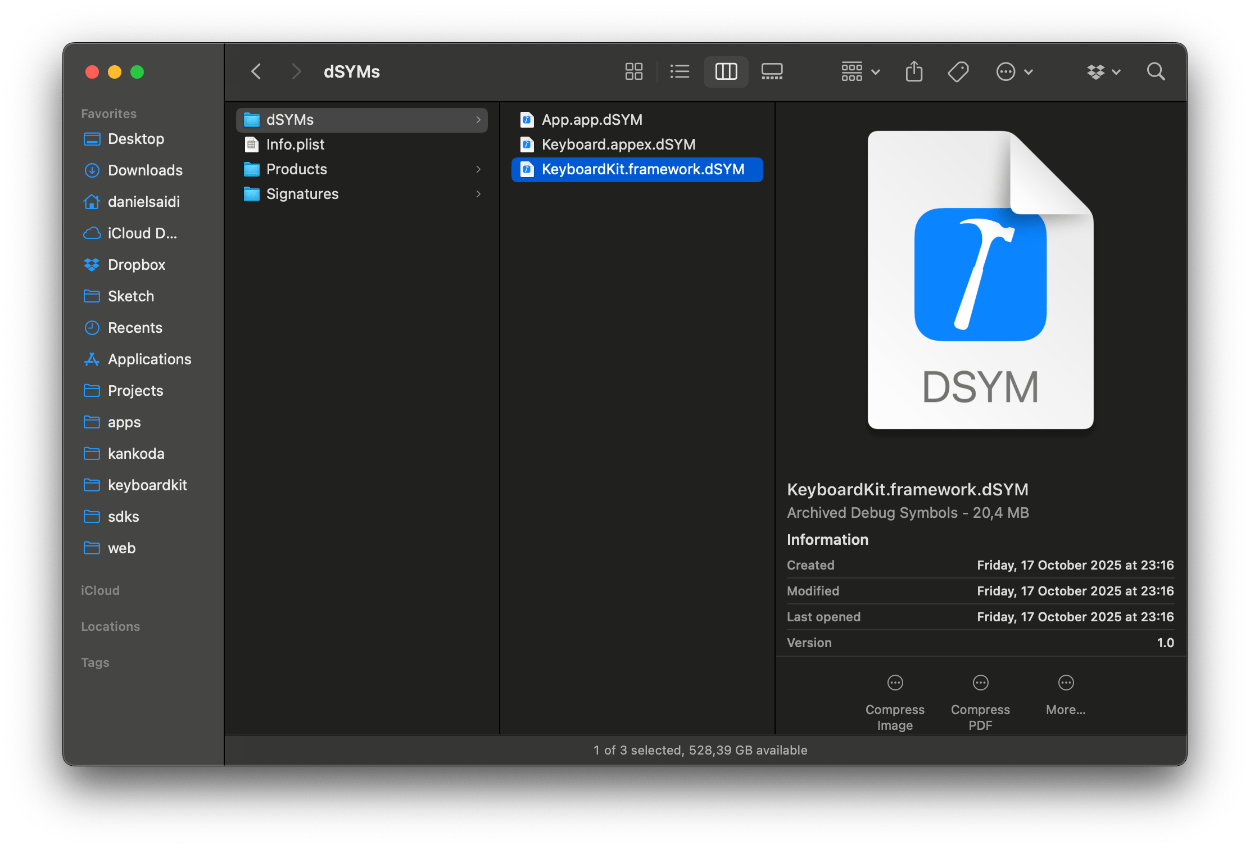 dSYMs
Favorites
Desktop
Downloads
danielsaidi
iCloud D...
Dropbox
Sketch
Recents
Applications
Projects
apps
kankoda
keyboardkit
sdks
web
iCloud
Locations
Tags
dSYMs
Info.plist
Products
Signatures
App.app.dSYM
Keyboard.appex.dSYM
KeyboardKit.framework.dSYM
DSYM
KeyboardKit.framework.dSYM
Archived Debug Symbols - 20,4 MB
Information
Created Friday, 17 October 2025 at 23:16
Modified Friday, 17 October 2025 at 23:16
Last opened Friday, 17 October 2025 at 23:16
Version 1.0
Compress Image
Compress PDF
More...
1 of 3 selected, 528,39 GB available